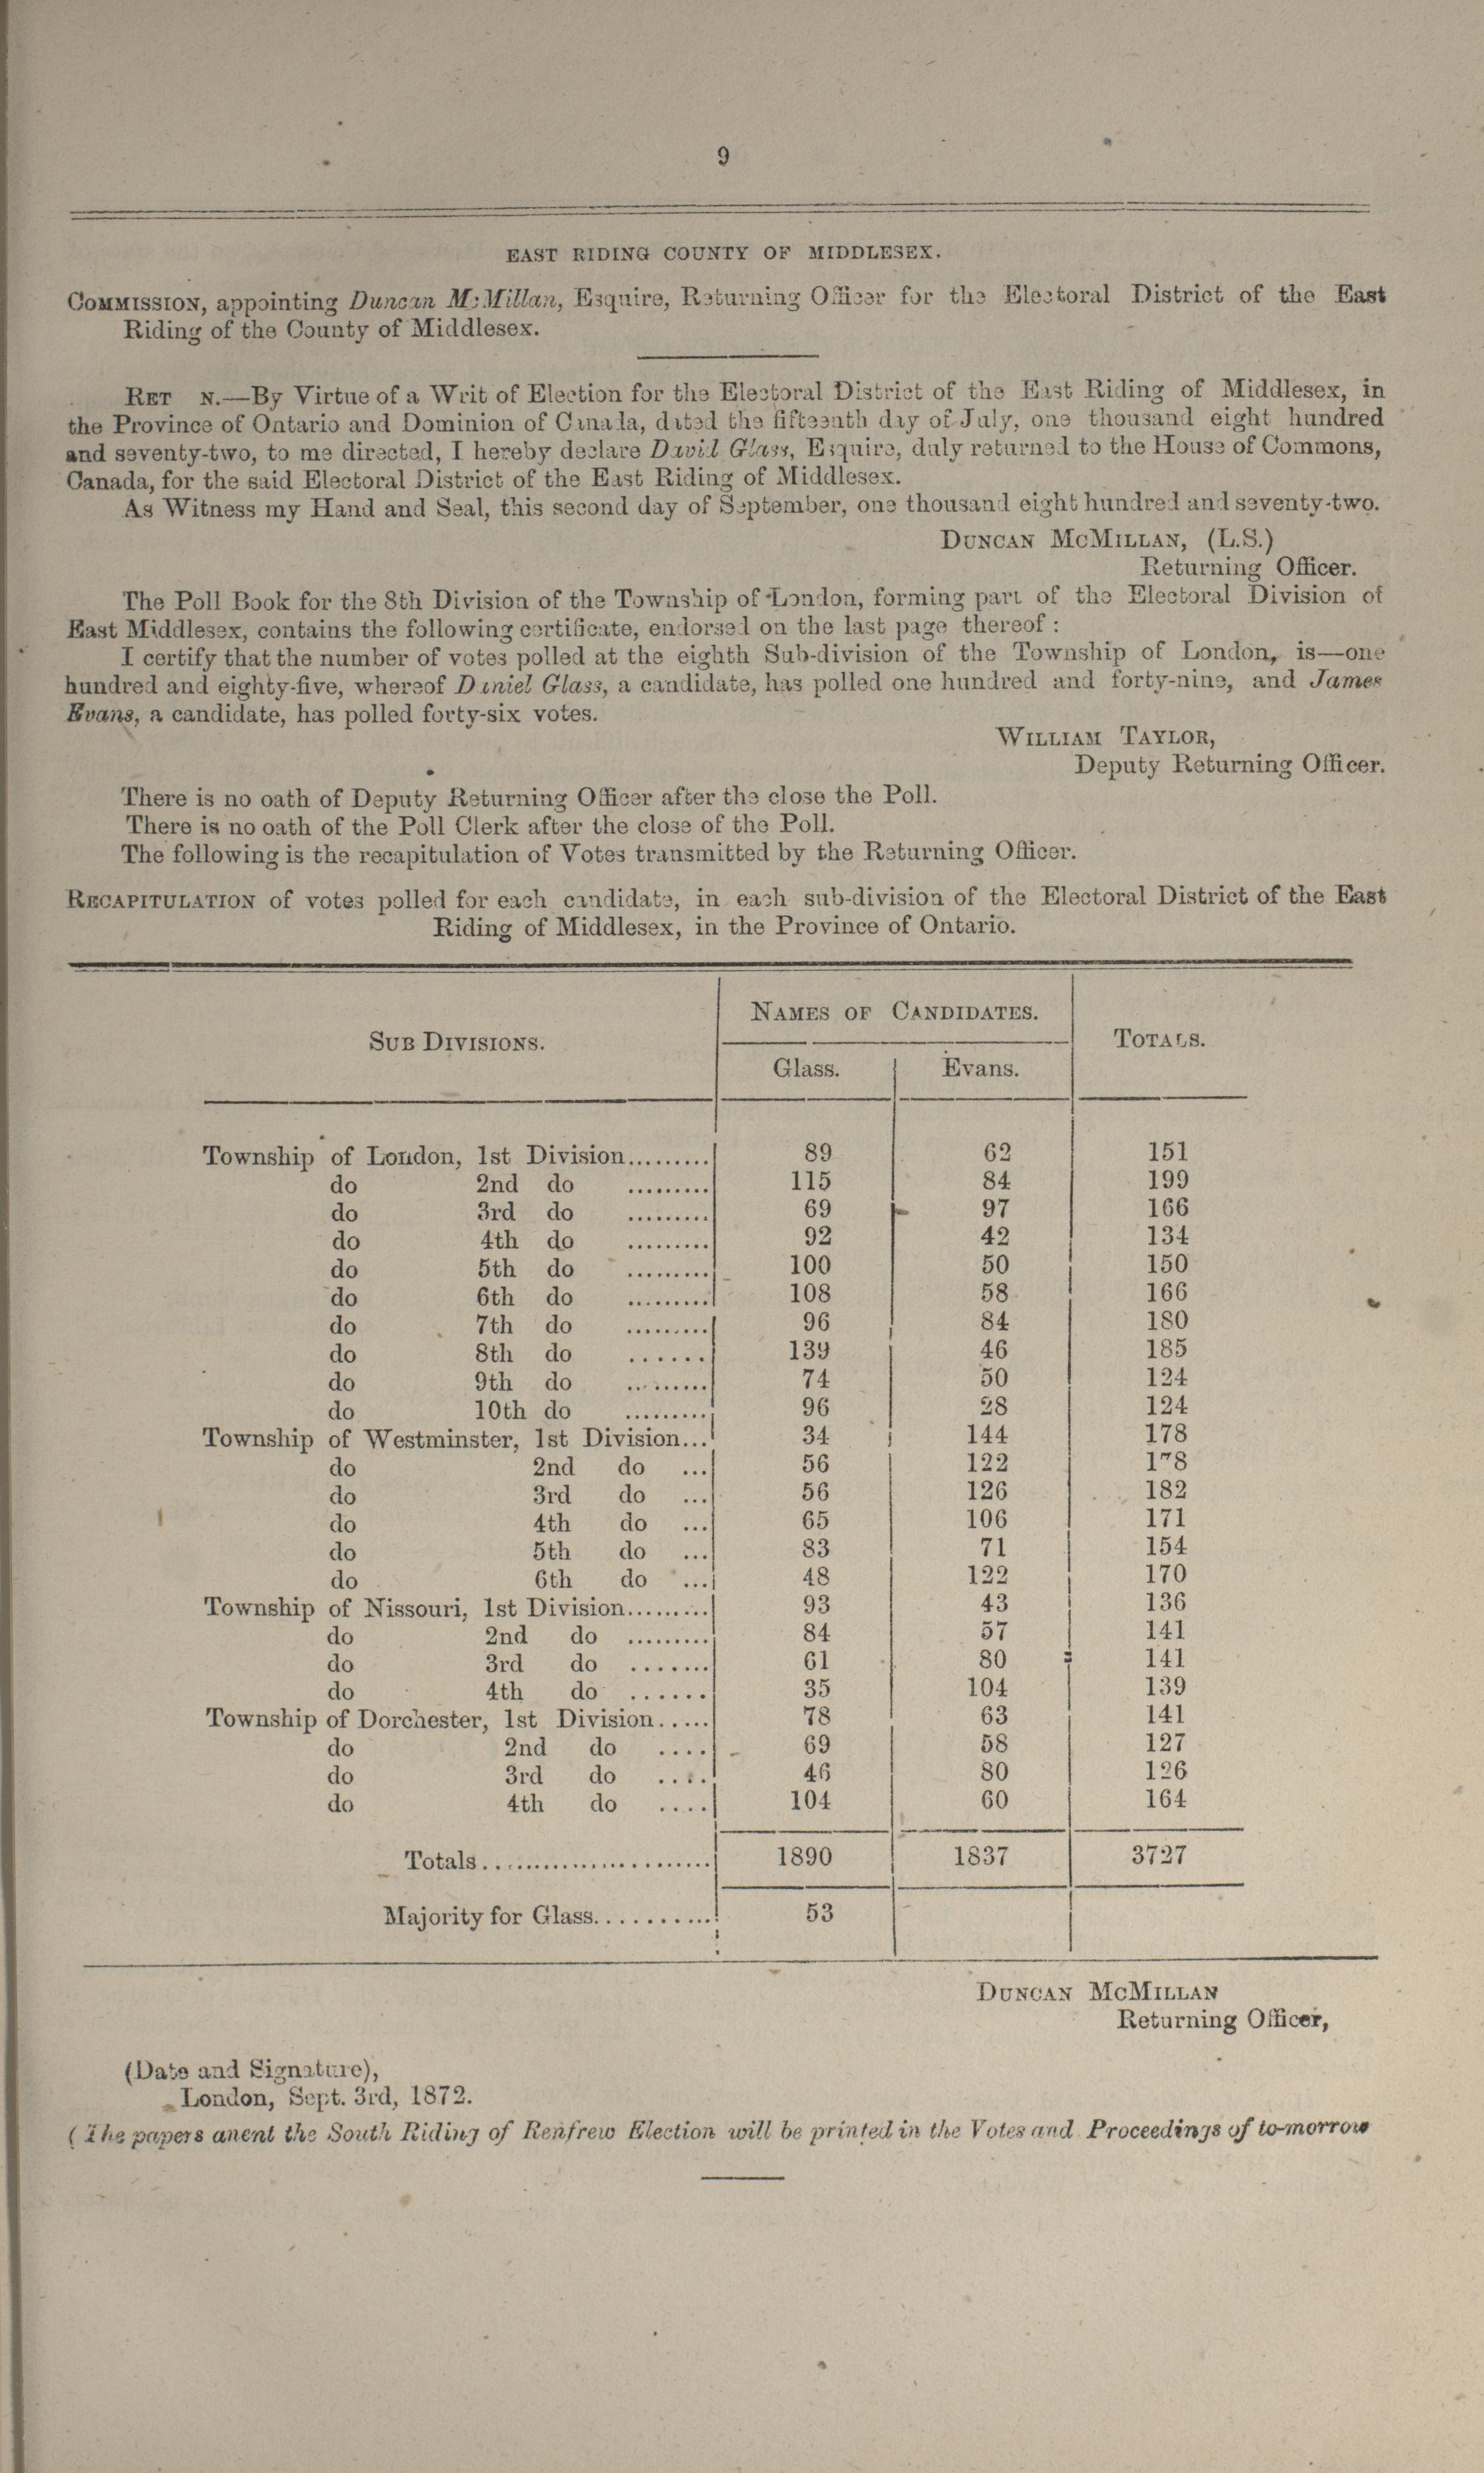 9
EAST RIDING COUNTY OF MIDDLESEX.
COMMISSION, appointing Duncan McMillan, Esquire, Returning Officer for the Electoral District of the East
Riding of the County of Middlesex.
RET N.—By Virtue of a Writ of Election for the Electoral District of the East Riding of Middlesex, in
the Province of Ontario and Dominion of Canada, dated the fifteenth day of July, one thousand eight hundred
and seventy-two, to me directed, I hereby declare David Glass, Esquire, duly returned to the House of Commons,
Canada, for the said Electoral District of the East Riding of Middlesex.
As Witness my Hand and Seal, this second day of September, one thousand eight hundred and seventy-two.
DUNCAN MCMILLAN, (L.S.)
Returning Officer.
The Poll Book for the 8th Division of the Township of London, forming part of the Electoral Division of
East Middlesex, contains the following certificate, endorsed on the last page thereof :
I certify that the number of votes polled at the eighth Sub-division of the Township of London, is—one
hundred and eighty-five, whereof Daniel Glass, a candidate, has polled one hundred and forty-nine, and James
Evans, a candidate, has polled forty-six votes.
WILLIAM TAYLOR,
Deputy Returning Officer.
There is no oath of Deputy Returning Officer after the close the Poll.
There is no oath of the Poll Clerk after the close of the Poll.
The following is the recapitulation of Votes transmitted by the Returning Officer.
RECAPITULATION of votes polled for each candidate, in each sub-division of the Electoral District of the East
Riding of Middlesex, in the Province of Ontario.
SUB DIVISIONS. NAMES OF CANDIDATES. TOTALS.
Glass. Evans.
Township of London, 1st Division......... 89 62 151
do 2nd do ......... 115 84 199
do 3rd do ......... 69 97 166
do 4th do ......... 92 42 134
do 5th do ......... 100 50 150
do 6th do ......... 108 58 166
do 7th do ......... 96 84 180
do 8th do ...... 139 46 185
do 9th do ......... 74 50 124
do 10th do ......... 96 28 124
Township of Westminster, 1st Division... 34 144 178
do 2nd do ... 56 122 178
do 3rd do ... 56 126 182
do 4th do ... 65 106 171
do 5th do ... 83 71 154
do 6th do ... 48 122 170
Township of Nissouri, 1st Division......... 93 43 136
do 2nd do ......... 84 57 141
do 3rd do ....... 61 80 141
do 4th do ...... 35 104 139
Township of Dorchester, 1st Division..... 78 63 141
do 2nd do .... 69 58 127
do 3rd do .... 46 80 126
do 4th do .... 104 60 164
Totals....................... 1890 1837 3727
Majority for Glass........... 53
DUNCAN MCMILLAN
Returning Officer,
(Date and Signature),
London, Sept. 3rd, 1872.
(The papers anent the South Riding of Renfrew Election will be printed in the Votes and Proceedings of to-morrow